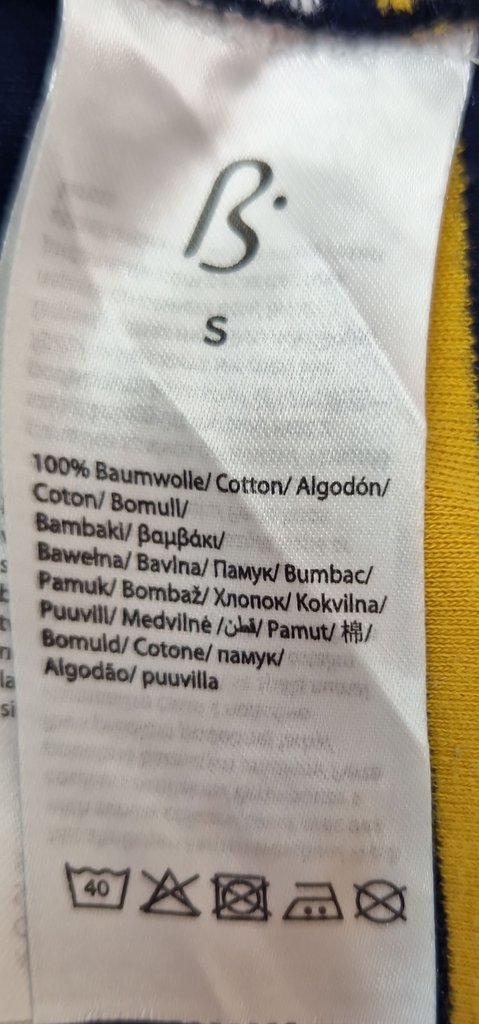 ß·
S
100% Baumwolle/ Cotton/ Algodón/
Coton/ Bomull/
Bambaki/ βαμβάκι/
Bawełna/ Bavlna/ Памук/ Bumbac/
Pamuk/ Bombaž/ Хлопок/ Kokvilna/
Puuvill/ Medvilnė /قطن/ Pamut/ 棉/
Bomuld/ Cotone/ памук/
Algodão/ puuvilla
40